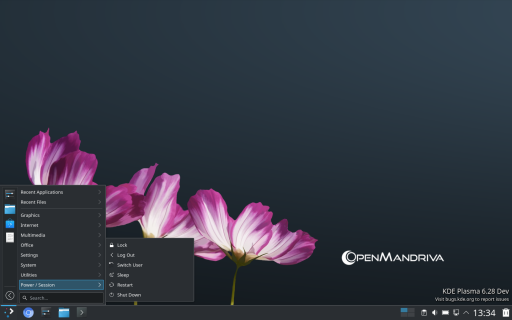 Recent Applications
Recent Files
Graphics
Internet
Multimedia
Office
Settings
System
Utilities
Power / Session
Search...
Lock
Log Out
Switch User
Sleep
Restart
Shut Down
OPENMANDRIVA
KDE Plasma 6.28 Dev
Visit bugs.kde.org to report issues
13:34